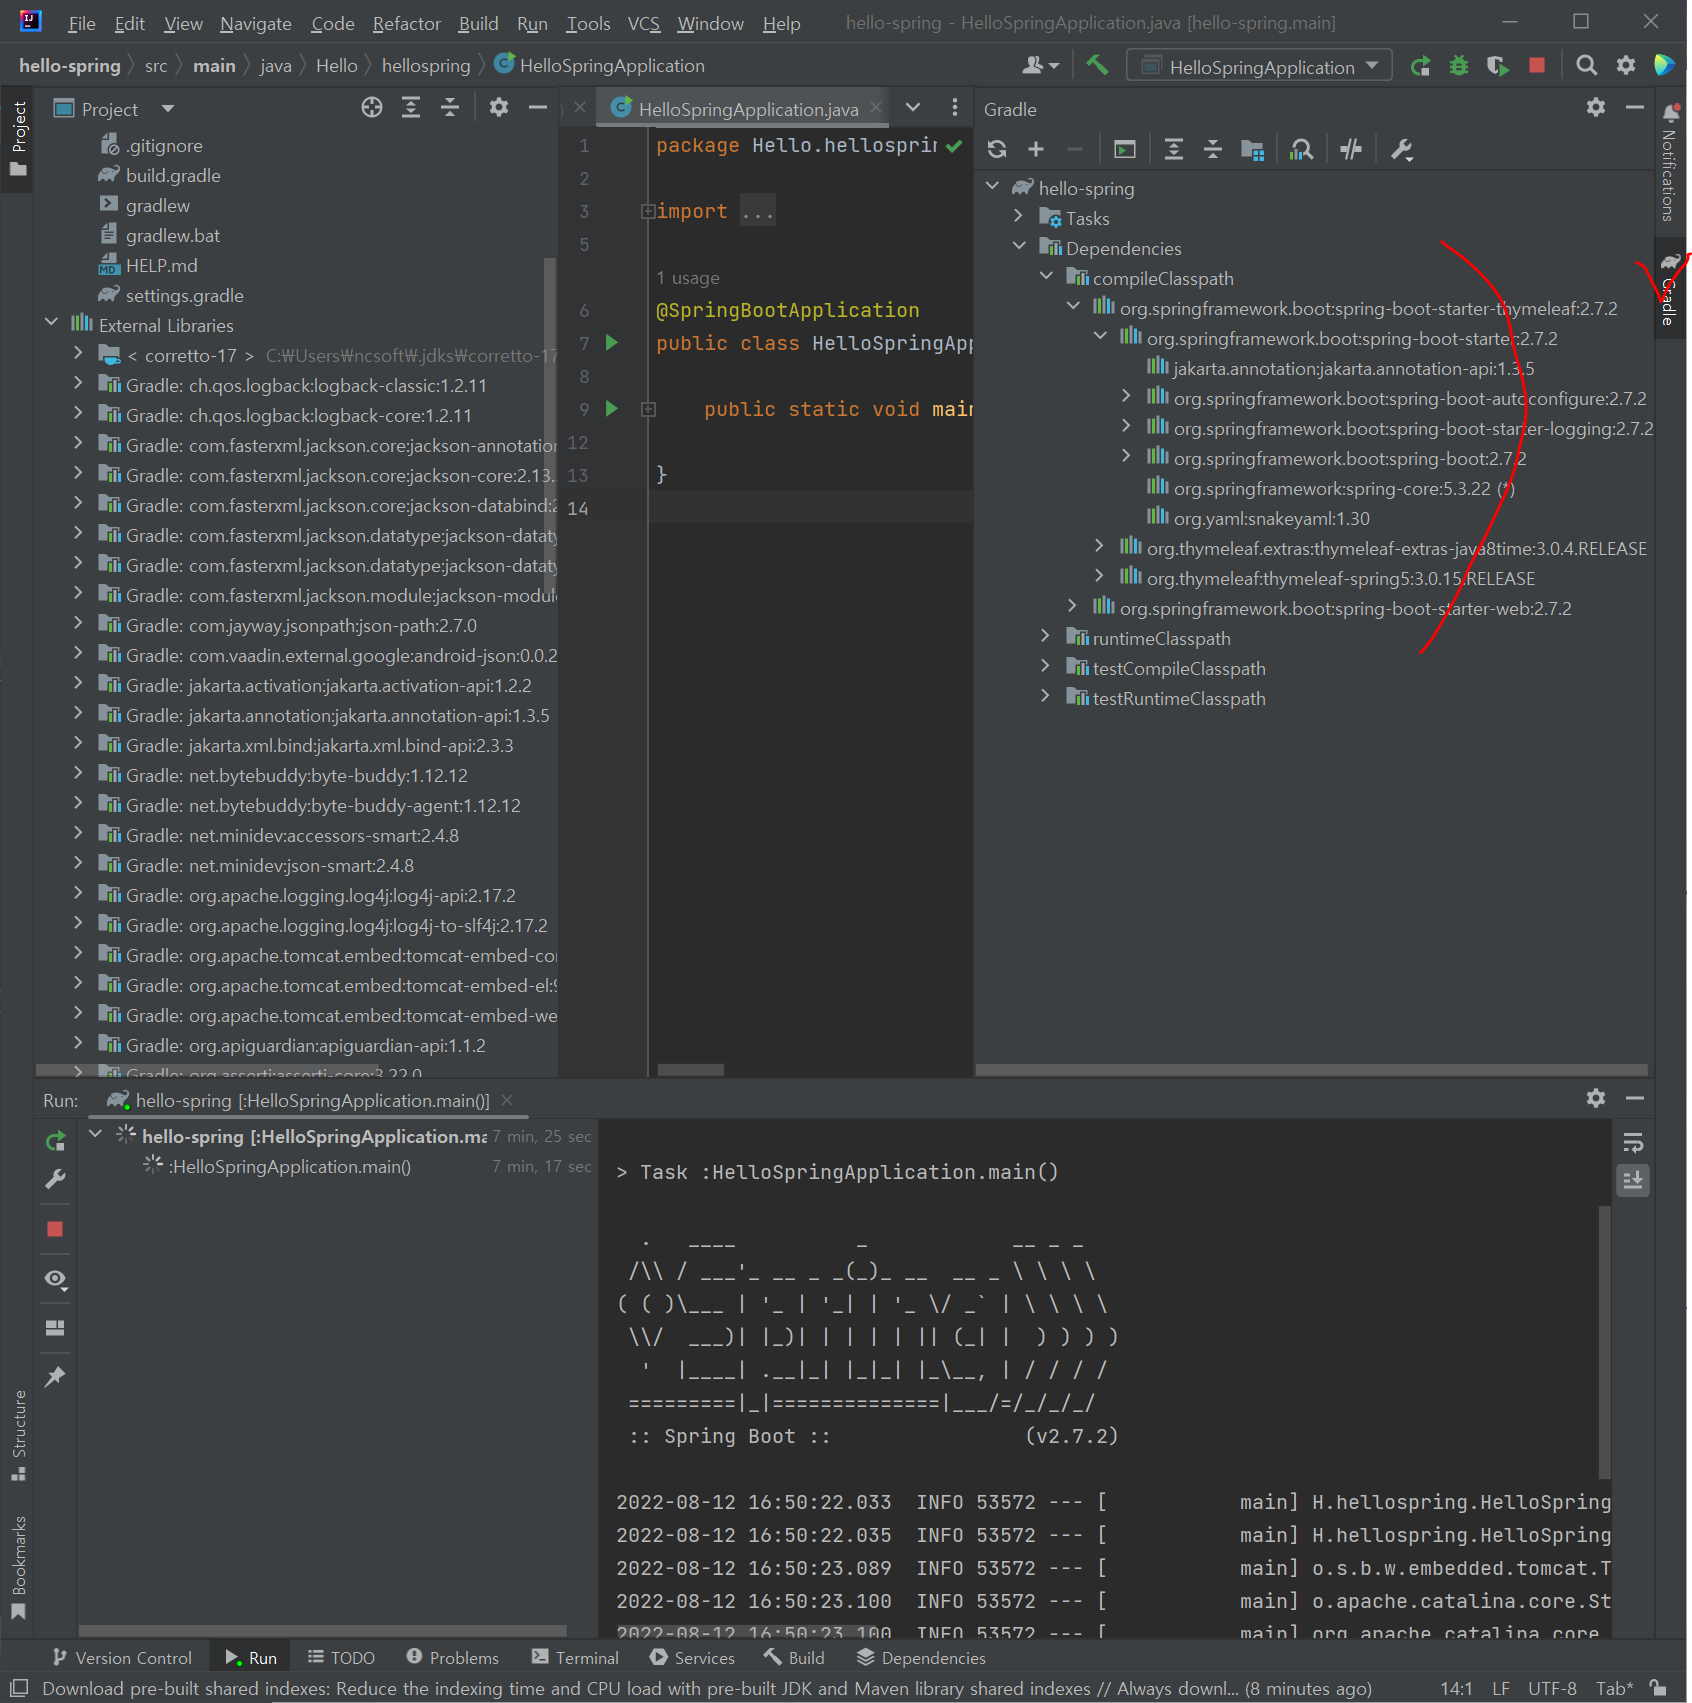 File Edit View Navigate Code Refactor Build Run Tools VCS Window Help hello-spring - HelloSpringApplication.java [hello-spring.main]
hello-spring src main java Hello hellospring HelloSpringApplication HelloSpringApplication
Project
Project
.gitignore
build.gradle
gradlew
gradlew.bat
HELP.md
settings.gradle
External Libraries
< corretto-17 > C:₩Users₩ncsoft₩.jdks₩corretto-17
Gradle: ch.qos.logback:logback-classic:1.2.11
Gradle: ch.qos.logback:logback-core:1.2.11
Gradle: com.fasterxml.jackson.core:jackson-annotation
Gradle: com.fasterxml.jackson.core:jackson-core:2.13.
Gradle: com.fasterxml.jackson.core:jackson-databind:2
Gradle: com.fasterxml.jackson.datatype:jackson-dataty
Gradle: com.fasterxml.jackson.datatype:jackson-dataty
Gradle: com.fasterxml.jackson.module:jackson-modul
Gradle: com.jayway.jsonpath:json-path:2.7.0
Gradle: com.vaadin.external.google:android-json:0.0.2
Gradle: jakarta.activation:jakarta.activation-api:1.2.2
Gradle: jakarta.annotation:jakarta.annotation-api:1.3.5
Gradle: jakarta.xml.bind:jakarta.xml.bind-api:2.3.3
Gradle: net.bytebuddy:byte-buddy:1.12.12
Gradle: net.bytebuddy:byte-buddy-agent:1.12.12
Gradle: net.minidev:accessors-smart:2.4.8
Gradle: net.minidev:json-smart:2.4.8
Gradle: org.apache.logging.log4j:log4j-api:2.17.2
Gradle: org.apache.logging.log4j:log4j-to-slf4j:2.17.2
Gradle: org.apache.tomcat.embed:tomcat-embed-co
Gradle: org.apache.tomcat.embed:tomcat-embed-el:9
Gradle: org.apache.tomcat.embed:tomcat-embed-we
Gradle: org.apiguardian:apiguardian-api:1.1.2
Gradle: org.assertj:assertj-core:3.22.0
HelloSpringApplication.java
1 package Hello.hellosprin
2
3 import ...
5
1 usage
6 @SpringBootApplication
7 public class HelloSpringApp
8
9 public static void main
12
13 }
14
Gradle
hello-spring
Tasks
Dependencies
compileClasspath
org.springframework.boot:spring-boot-starter-thymeleaf:2.7.2
org.springframework.boot:spring-boot-starter:2.7.2
jakarta.annotation:jakarta.annotation-api:1.3.5
org.springframework.boot:spring-boot-autoconfigure:2.7.2
org.springframework.boot:spring-boot-starter-logging:2.7.2
org.springframework.boot:spring-boot:2.7.2
org.springframework:spring-core:5.3.22 (*)
org.yaml:snakeyaml:1.30
org.thymeleaf.extras:thymeleaf-extras-java8time:3.0.4.RELEASE
org.thymeleaf:thymeleaf-spring5:3.0.15.RELEASE
org.springframework.boot:spring-boot-starter-web:2.7.2
runtimeClasspath
testCompileClasspath
testRuntimeClasspath
Notifications
Gradle
Run: hello-spring [:HelloSpringApplication.main()]
hello-spring [:HelloSpringApplication.ma 7 min, 25 sec
:HelloSpringApplication.main() 7 min, 17 sec
> Task :HelloSpringApplication.main()
  .   ____          _            __ _ _
 /\\ / ___'_ __ _ _(_)_ __  __ _ \ \ \ \
( ( )\___ | '_ | '_| | '_ \/ _` | \ \ \ \
 \\/  ___)| |_)| | | | | || (_| |  ) ) ) )
  '  |____| .__|_| |_|_| |_\__, | / / / /
 =========|_|==============|___/=/_/_/_/
 :: Spring Boot ::                (v2.7.2)
2022-08-12 16:50:22.033 INFO 53572 --- [ main] H.hellospring.HelloSpring
2022-08-12 16:50:22.035 INFO 53572 --- [ main] H.hellospring.HelloSpring
2022-08-12 16:50:23.089 INFO 53572 --- [ main] o.s.b.w.embedded.tomcat.T
2022-08-12 16:50:23.100 INFO 53572 --- [ main] o.apache.catalina.core.St
2022-08-12 16:50:23.100 INFO 53572 --- [ main] org.apache.catalina.core.
Structure
Bookmarks
Version Control Run TODO Problems Terminal Services Build Dependencies
Download pre-built shared indexes: Reduce the indexing time and CPU load with pre-built JDK and Maven library shared indexes // Always downl... (8 minutes ago) 14:1 LF UTF-8 Tab*